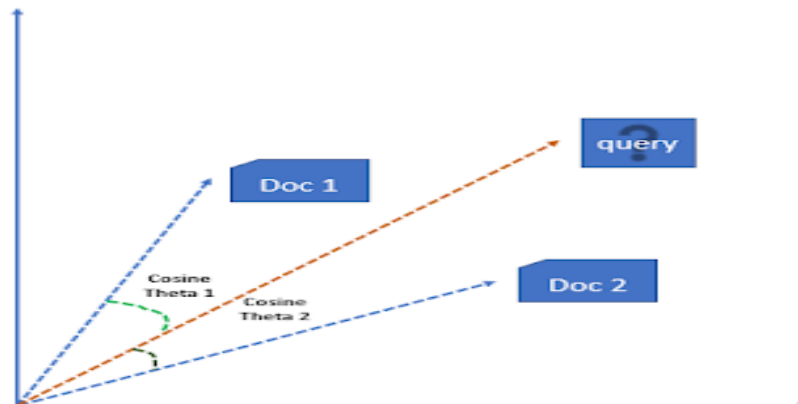 ?
query
Doc 1
Cosine
Theta 1
Cosine
Theta 2
Doc 2